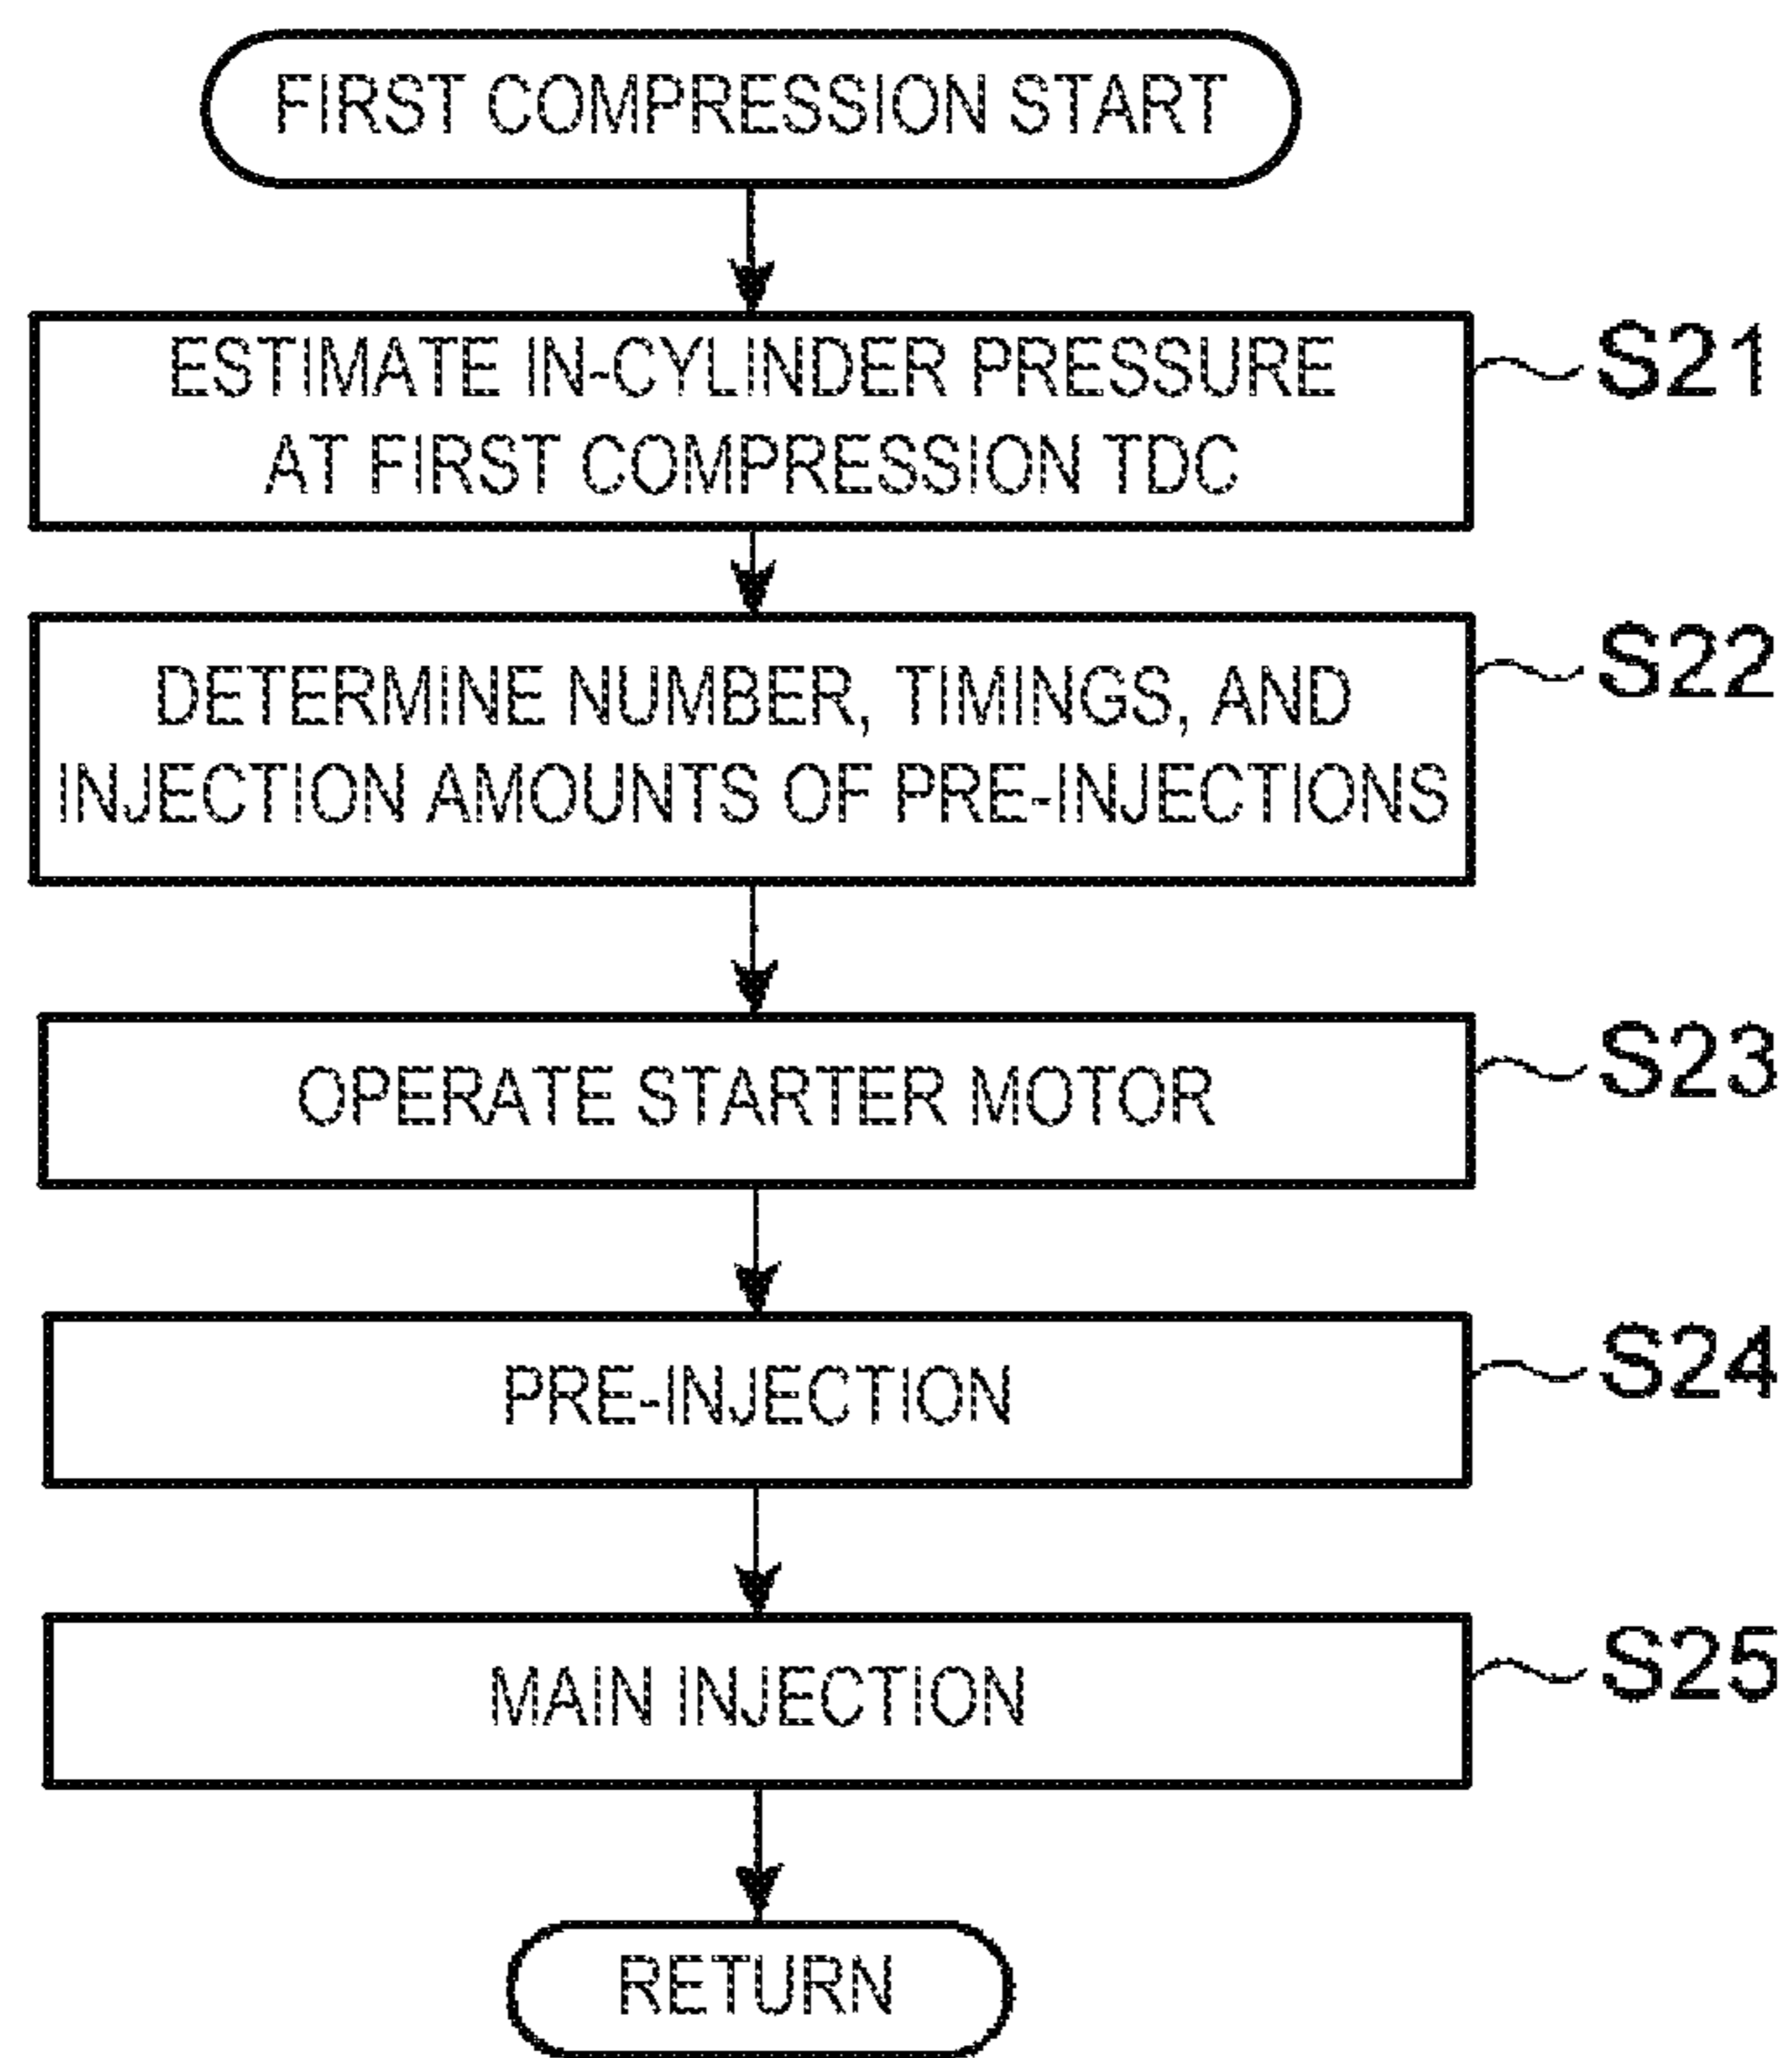 FIRST COMPRESSION START
ESTIMATE IN-CYLINDER PRESSURE
AT FIRST COMPRESSION TDC
S21
DETERMINE NUMBER, TIMINGS, AND
INJECTION AMOUNTS OF PRE-INJECTIONS
S22
OPERATE STARTER MOTOR
S23
PRE-INJECTION
S24
MAIN INJECTION
S25
RETURN